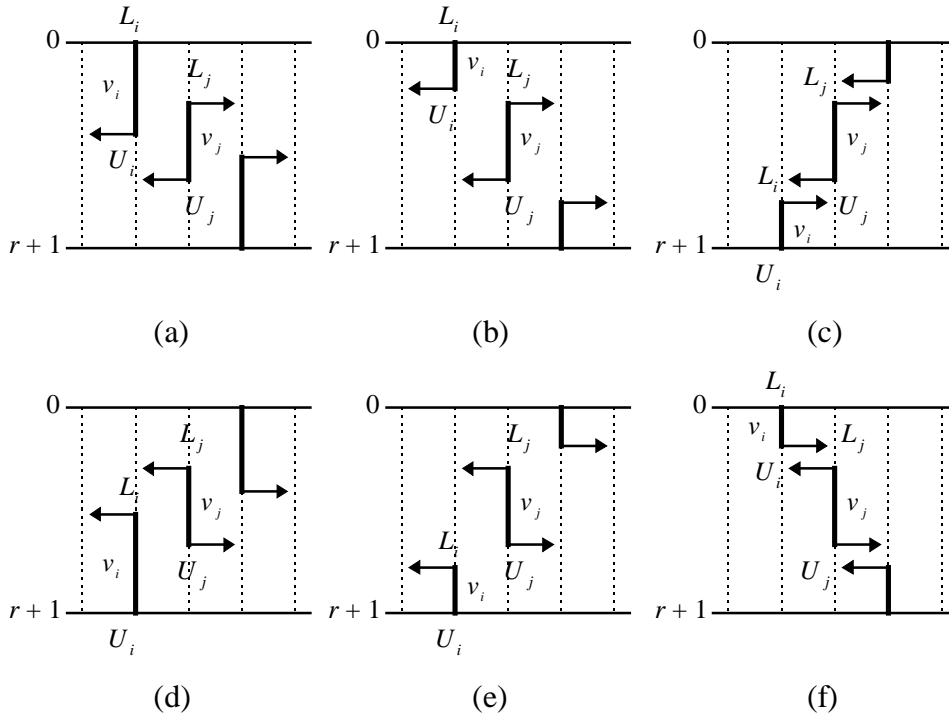 L_i L_i
0 0 0
v_i L_j v_i L_j L_j
U_i v_j U_i v_j v_j
L_i
U_j U_j U_j
r + 1 r + 1 r + 1 v_i
U_i
(a) (b) (c)
L_i
0 0 0
L_j L_j v_i L_j
U_i
L_i v_j v_j v_j
v_i U_j L_i U_j U_j
v_i
r + 1 r + 1 r + 1
U_i U_i
(d) (e) (f)